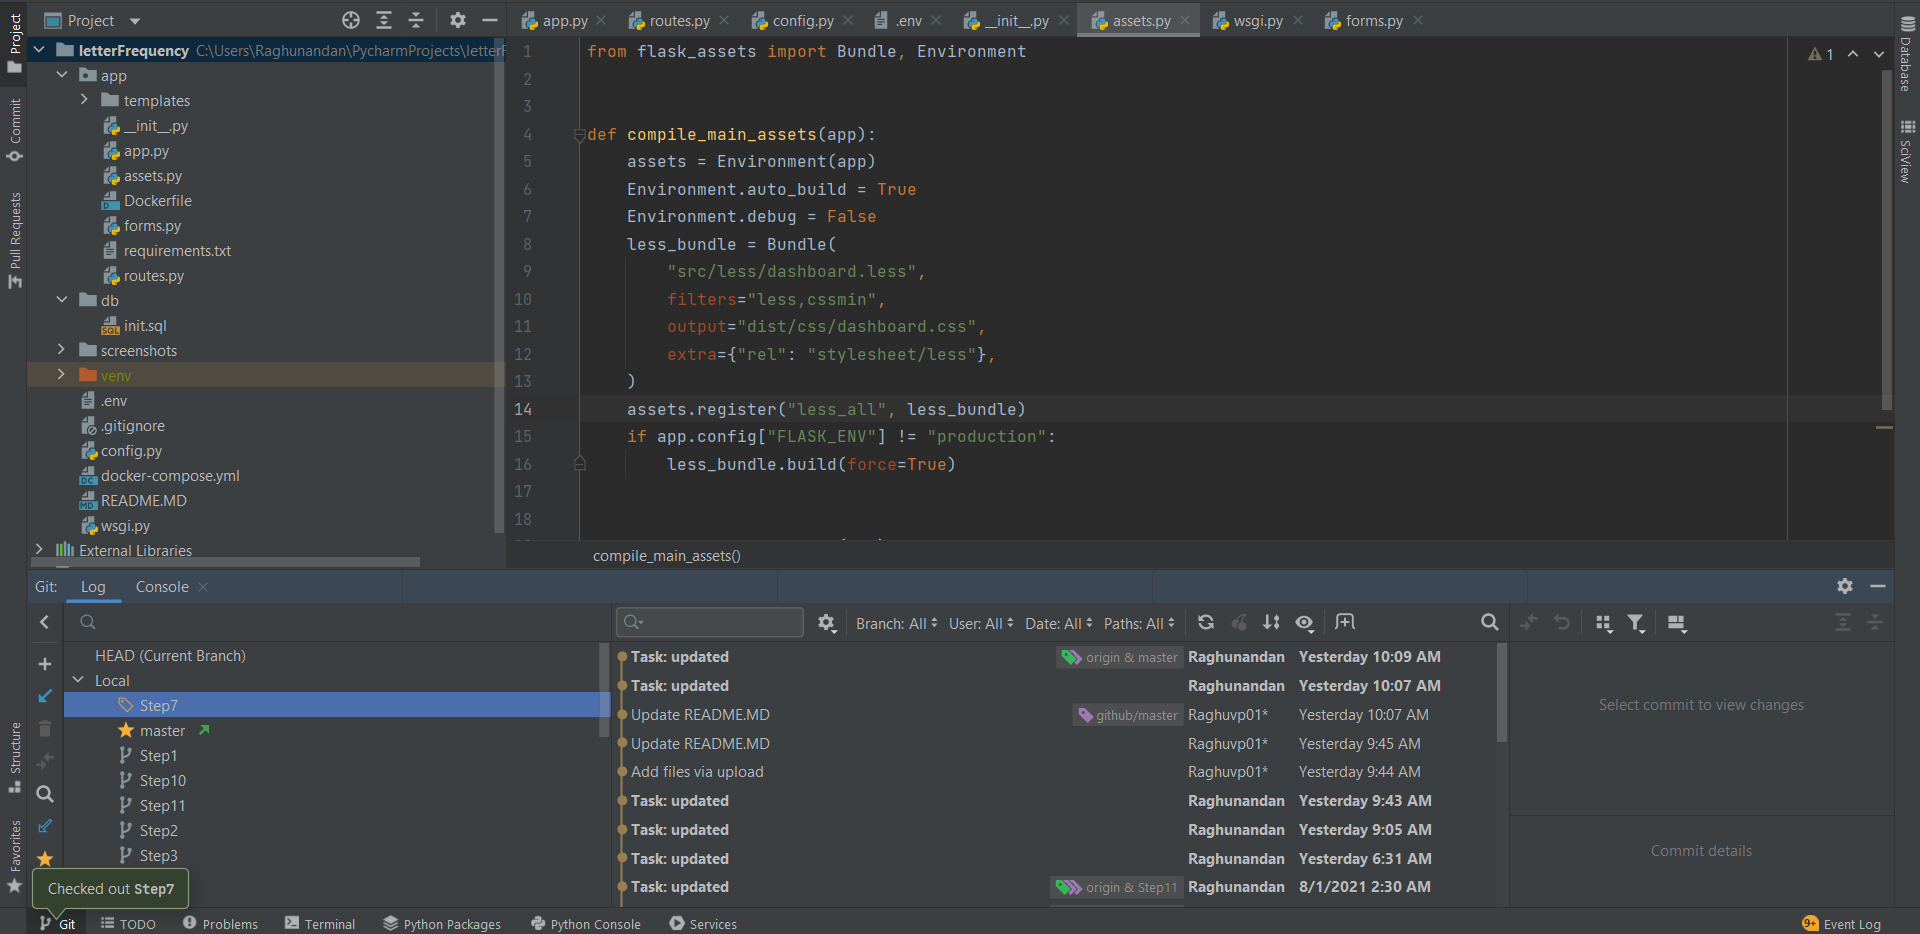 Project
app.py
routes.py
config.py
.env
__init__.py
assets.py
wsgi.py
forms.py
Project
Commit
Pull Requests
Structure
Favorites
Database
SciView
letterFrequency C:\Users\Raghunandan\PycharmProjects\letterF
app
templates
__init__.py
app.py
assets.py
Dockerfile
forms.py
requirements.txt
routes.py
db
init.sql
screenshots
venv
.env
.gitignore
config.py
docker-compose.yml
README.MD
wsgi.py
External Libraries
1 from flask_assets import Bundle, Environment
2
3
4 def compile_main_assets(app):
5 assets = Environment(app)
6 Environment.auto_build = True
7 Environment.debug = False
8 less_bundle = Bundle(
9 "src/less/dashboard.less",
10 filters="less,cssmin",
11 output="dist/css/dashboard.css",
12 extra={"rel": "stylesheet/less"},
13 )
14 assets.register("less_all", less_bundle)
15 if app.config["FLASK_ENV"] != "production":
16 less_bundle.build(force=True)
17
18
1
compile_main_assets()
Git: Log Console
HEAD (Current Branch)
Local
Step7
master
Step1
Step10
Step11
Step2
Step3
Checked out Step7
Branch: All User: All Date: All Paths: All
Task: updated origin & master Raghunandan Yesterday 10:09 AM
Task: updated Raghunandan Yesterday 10:07 AM
Update README.MD github/master Raghuvp01* Yesterday 10:07 AM
Update README.MD Raghuvp01* Yesterday 9:45 AM
Add files via upload Raghuvp01* Yesterday 9:44 AM
Task: updated Raghunandan Yesterday 9:43 AM
Task: updated Raghunandan Yesterday 9:05 AM
Task: updated Raghunandan Yesterday 6:31 AM
Task: updated origin & Step11 Raghunandan 8/1/2021 2:30 AM
Select commit to view changes
Commit details
Git TODO Problems Terminal Python Packages Python Console Services 9+ Event Log